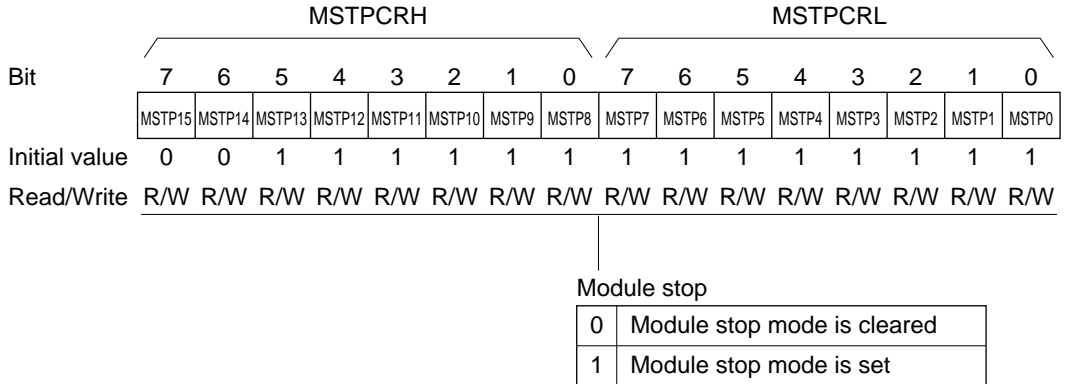 MSTPCRH MSTPCRL
Bit 7 6 5 4 3 2 1 0 7 6 5 4 3 2 1 0
MSTP15 MSTP14 MSTP13 MSTP12 MSTP11 MSTP10 MSTP9 MSTP8 MSTP7 MSTP6 MSTP5 MSTP4 MSTP3 MSTP2 MSTP1 MSTP0
Initial value 0 0 1 1 1 1 1 1 1 1 1 1 1 1 1 1
Read/Write R/W R/W R/W R/W R/W R/W R/W R/W R/W R/W R/W R/W R/W R/W R/W R/W
Module stop
0 Module stop mode is cleared
1 Module stop mode is set